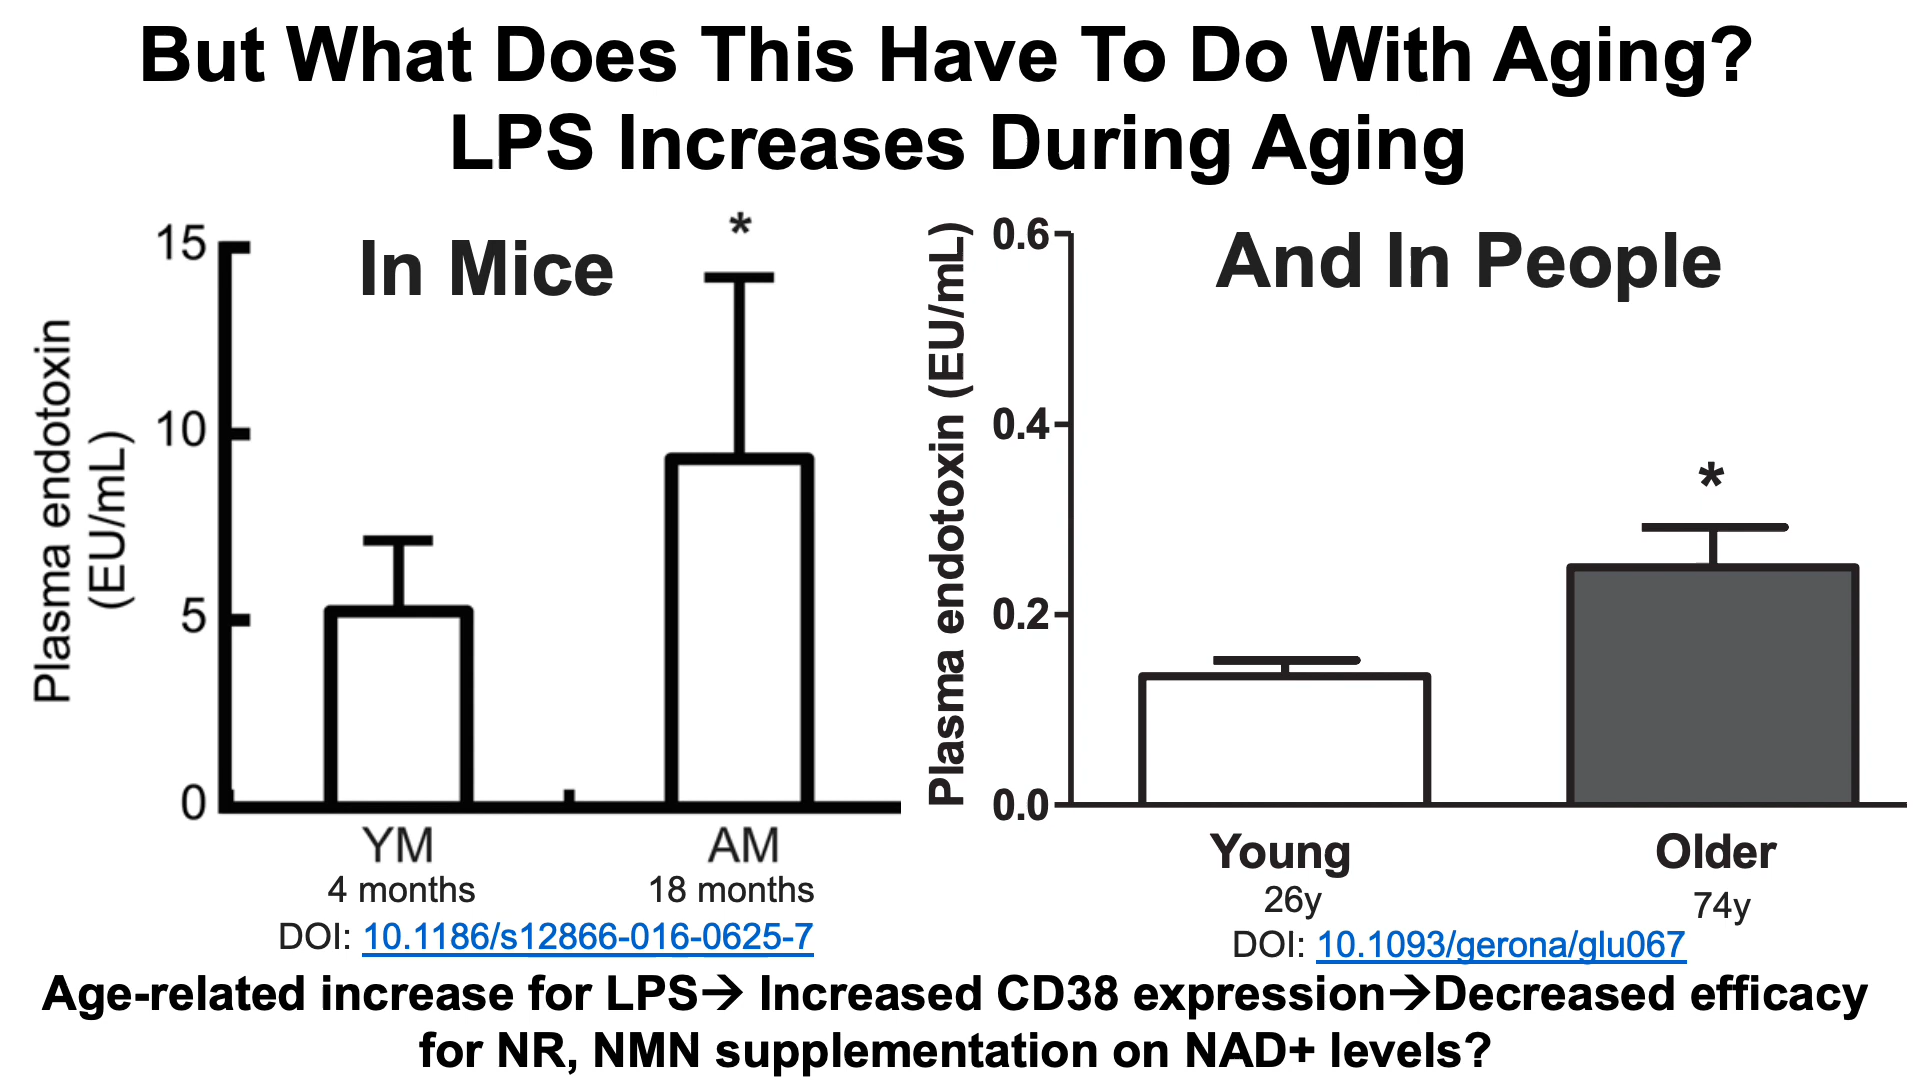 But What Does This Have To Do With Aging?
LPS Increases During Aging
In Mice
*
Plasma endotoxin
(EU/mL)
15
10
5
0
YM
AM
4 months
18 months
DOI: 10.1186/s12866-016-0625-7
And In People
*
Plasma endotoxin (EU/mL)
0.6
0.4
0.2
0.0
Young
Older
26y
74y
DOI: 10.1093/gerona/glu067
Age-related increase for LPS→ Increased CD38 expression→Decreased efficacy
for NR, NMN supplementation on NAD+ levels?